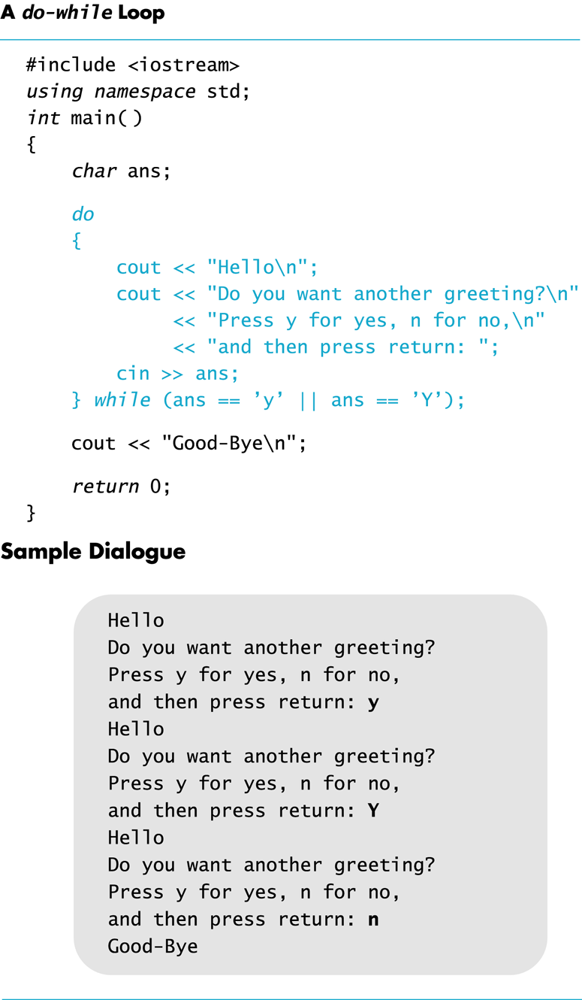 A do-while Loop
#include <iostream>
using namespace std;
int main( )
{
char ans;
do
{
cout << "Hello\n";
cout << "Do you want another greeting?\n"
<< "Press y for yes, n for no,\n"
<< "and then press return: ";
cin >> ans;
} while (ans == ’y’ || ans == ’Y’);
cout << "Good-Bye\n";
return 0;
}
Sample Dialogue
Hello
Do you want another greeting?
Press y for yes, n for no,
and then press return: y
Hello
Do you want another greeting?
Press y for yes, n for no,
and then press return: Y
Hello
Do you want another greeting?
Press y for yes, n for no,
and then press return: n
Good-Bye